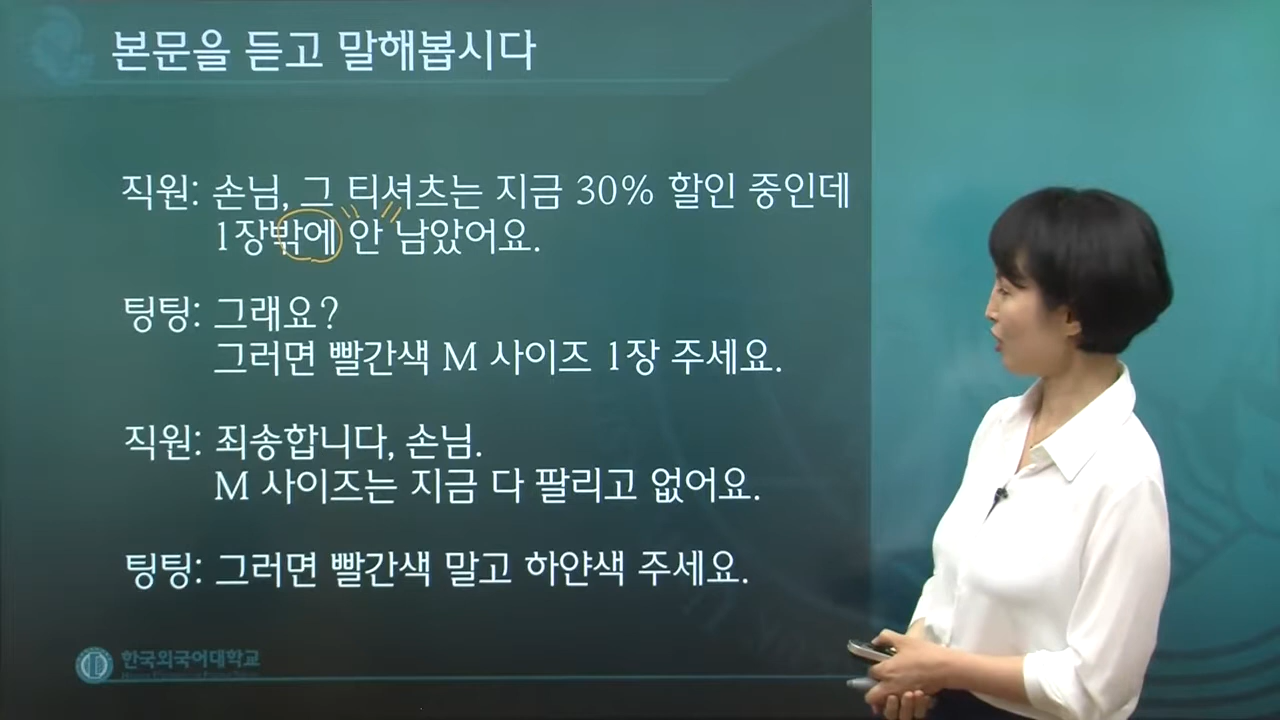 본문을 듣고 말해봅시다
직원: 손님, 그 티셔츠는 지금 30% 할인 중인데
1장밖에 안 남았어요.
팅팅: 그래요?
그러면 빨간색 M 사이즈 1장 주세요.
직원: 죄송합니다, 손님.
M 사이즈는 지금 다 팔리고 없어요.
팅팅: 그러면 빨간색 말고 하얀색 주세요.
한국외국어대학교